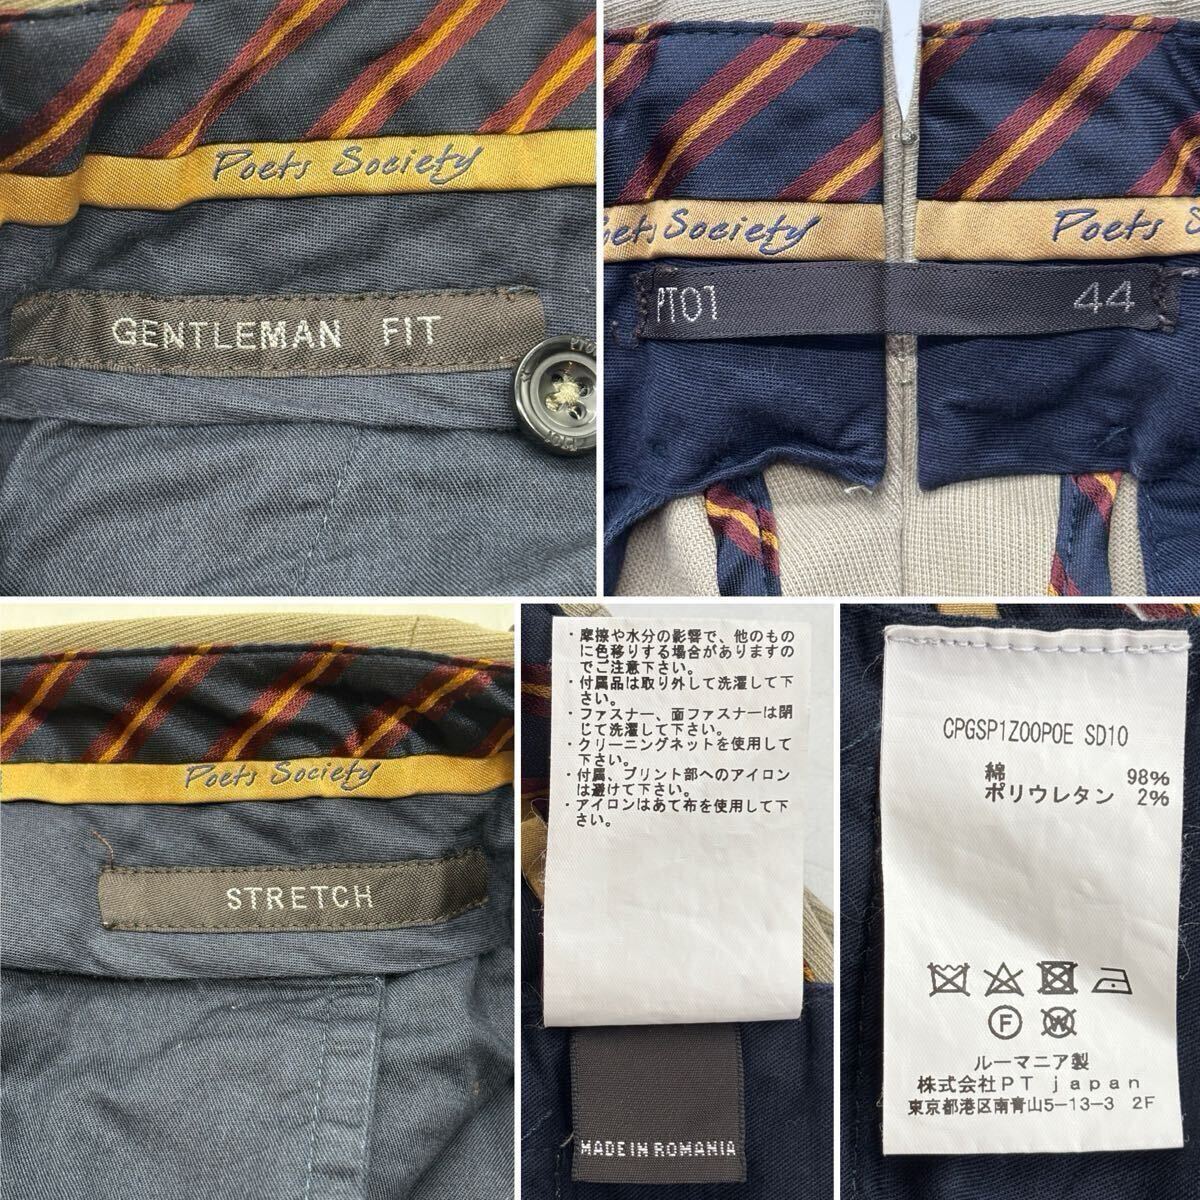 Poets Society
GENTLEMAN FIT
PT01
Society
Poets S
PT01
44
Poets Society
STRETCH
・摩擦や水分の影響で、他のもの
に色移りする場合がありますの
でご注意下さい。
・付属品は取り外して洗濯して下
さい。
・ファスナー、面ファスナーは閉
じて洗濯して下さい。
・クリーニングネットを使用して
下さい。
・付属、プリント部へのアイロン
は避けて下さい。
・アイロンはあて布を使用して下
さい。
MADE IN ROMANIA
CPGSP1Z00POE SD10
綿 98%
ポリウレタン 2%
F W
ルーマニア製
株式会社PT japan
東京都港区南青山5-13-3 2F